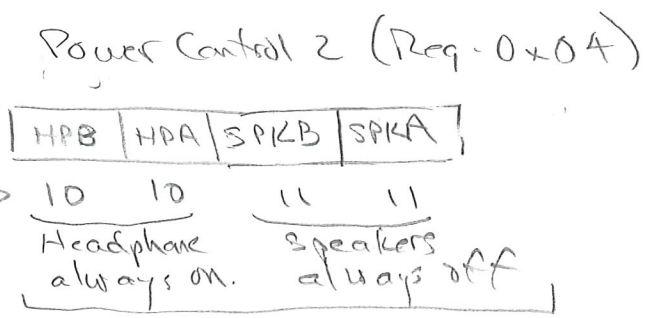 Power Control 2 (Reg. 0x04)
HPB HPA SPKB SPKA
10 10 11 11
Headphone Speakers
always on. always off